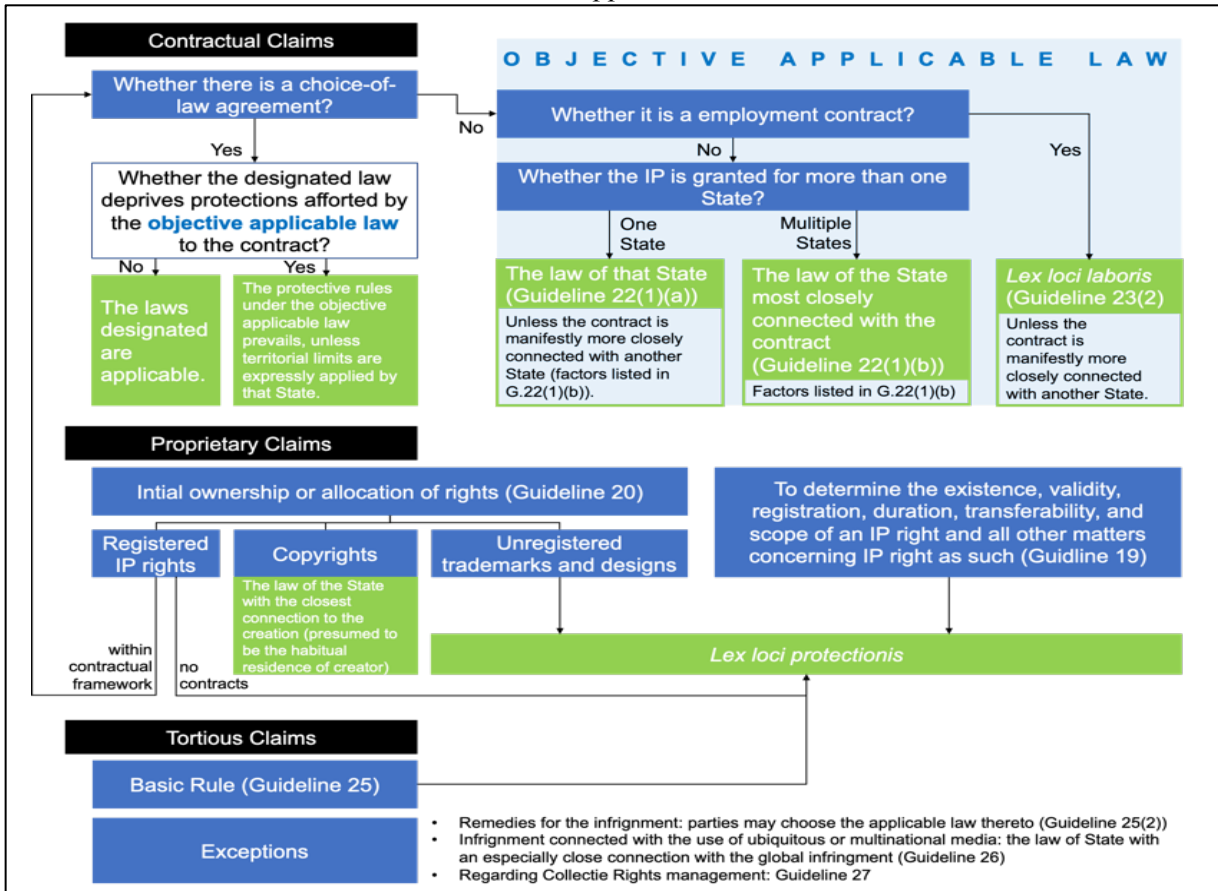 Contractual Claims
OBJECTIVE APPLICABLE LAW
Whether there is a choice-of-
law agreement?
No
Whether it is a employment contract?
Yes
No
Yes
Whether the designated law
deprives protections afforded by
the objective applicable law
to the contract?
Whether the IP is granted for more than one
State?
One
State
Mulitiple
States
No
Yes
The laws
designated
are
applicable.
The protective rules
under the objective
applicable law
prevails, unless
territorial limits are
expressly applied by
that State.
The law of that State
(Guideline 22(1)(a))
Unless the contract is
manifestly more closely
connected with another
State (factors listed in
G.22(1)(b)).
The law of the State
most closely
connected with the
contract
(Guideline 22(1)(b))
Factors listed in G.22(1)(b)
Lex loci laboris
(Guideline 23(2)
Unless the
contract is
manifestly more
closely connected
with another State.
Proprietary Claims
Intial ownership or allocation of rights (Guideline 20)
To determine the existence, validity,
registration, duration, transferability, and
scope of an IP right and all other matters
concerning IP right as such (Guidline 19)
Registered
IP rights
Copyrights
The law of the State
with the closest
connection to the
creation (presumed to
be the habitual
residence of creator)
Unregistered
trademarks and designs
Lex loci protectionis
within
contractual
framework
no
contracts
Tortious Claims
Basic Rule (Guideline 25)
Exceptions
• Remedies for the infrignment: parties may choose the applicable law thereto (Guideline 25(2))
• Infrignment connected with the use of ubiquitous or multinational media: the law of State with
an especially close connection with the global infringment (Guideline 26)
• Regarding Collectie Rights management: Guideline 27